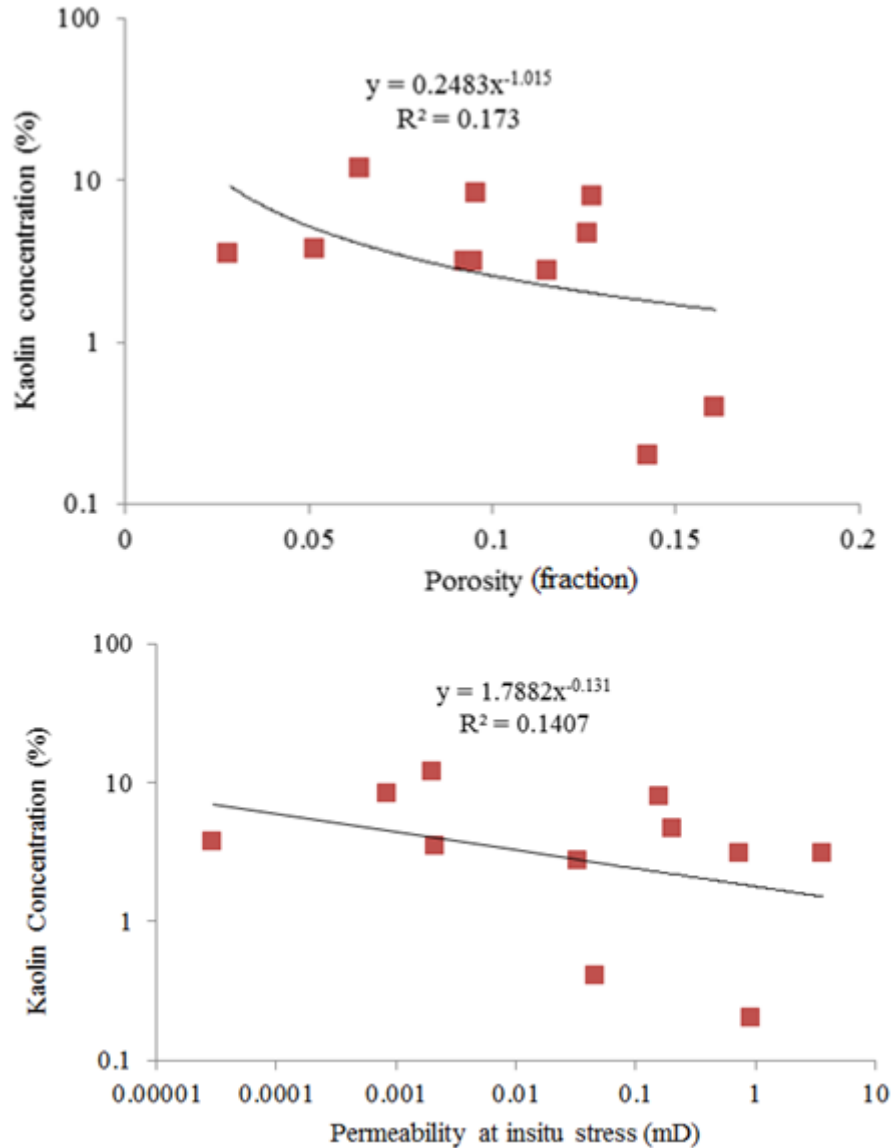 100
y = 0.2483x^-1.015
R² = 0.173
10
1
0.1
0 0.05 0.1 0.15 0.2
Kaolin concentration (%)
Porosity (fraction)
100
y = 1.7882x^-0.131
R² = 0.1407
10
1
0.1
0.00001 0.0001 0.001 0.01 0.1 1 10
Kaolin Concentration (%)
Permeability at insitu stress (mD)